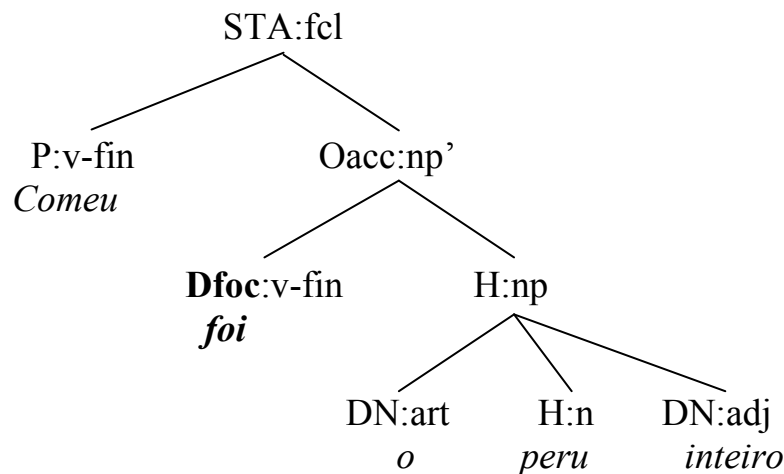 STA:fcl
P:v-fin Oacc:np’
Comeu
Dfoc:v-fin H:np
foi
DN:art H:n DN:adj
o peru inteiro